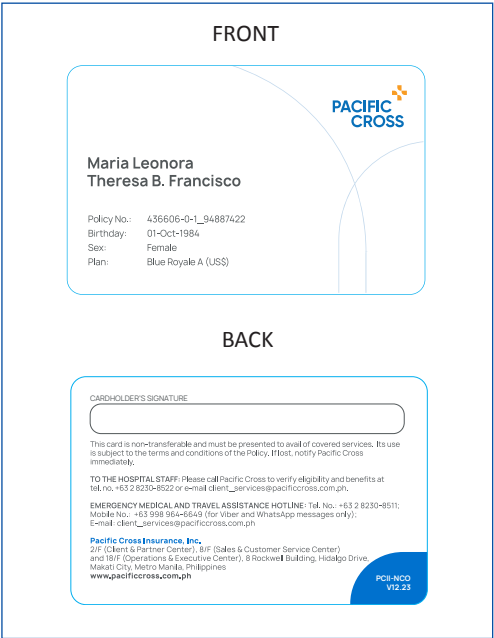 FRONT
PACIFIC
CROSS
Maria Leonora
Theresa B. Francisco
Policy No.: 436606-0-1_94887422
Birthday: 01-Oct-1984
Sex: Female
Plan: Blue Royale A (US$)
BACK
CARDHOLDER'S SIGNATURE
This card is non-transferable and must be presented to avail of covered services. Its use
is subject to the terms and conditions of the Policy. If lost, notify Pacific Cross
immediately.
TO THE HOSPITAL STAFF: Please call Pacific Cross to verify eligibility and benefits at
tel. no. +63 2 8230-8522 or e-mail client_services@pacificcross.com.ph.
EMERGENCY MEDICAL AND TRAVEL ASSISTANCE HOTLINE: Tel. No.: +63 2 8230-8511;
Mobile No.: +63 998 964-6649 (for Viber and WhatsApp messages only);
E-mail: client_services@pacificcross.com.ph
Pacific Cross Insurance, Inc.
2/F (Client & Partner Center), 8/F (Sales & Customer Service Center)
and 18/F (Operations & Executive Center), 8 Rockwell Building, Hidalgo Drive,
Makati City, Metro Manila, Philippines
www.pacificcross.com.ph
PCII-NCO
V12.23